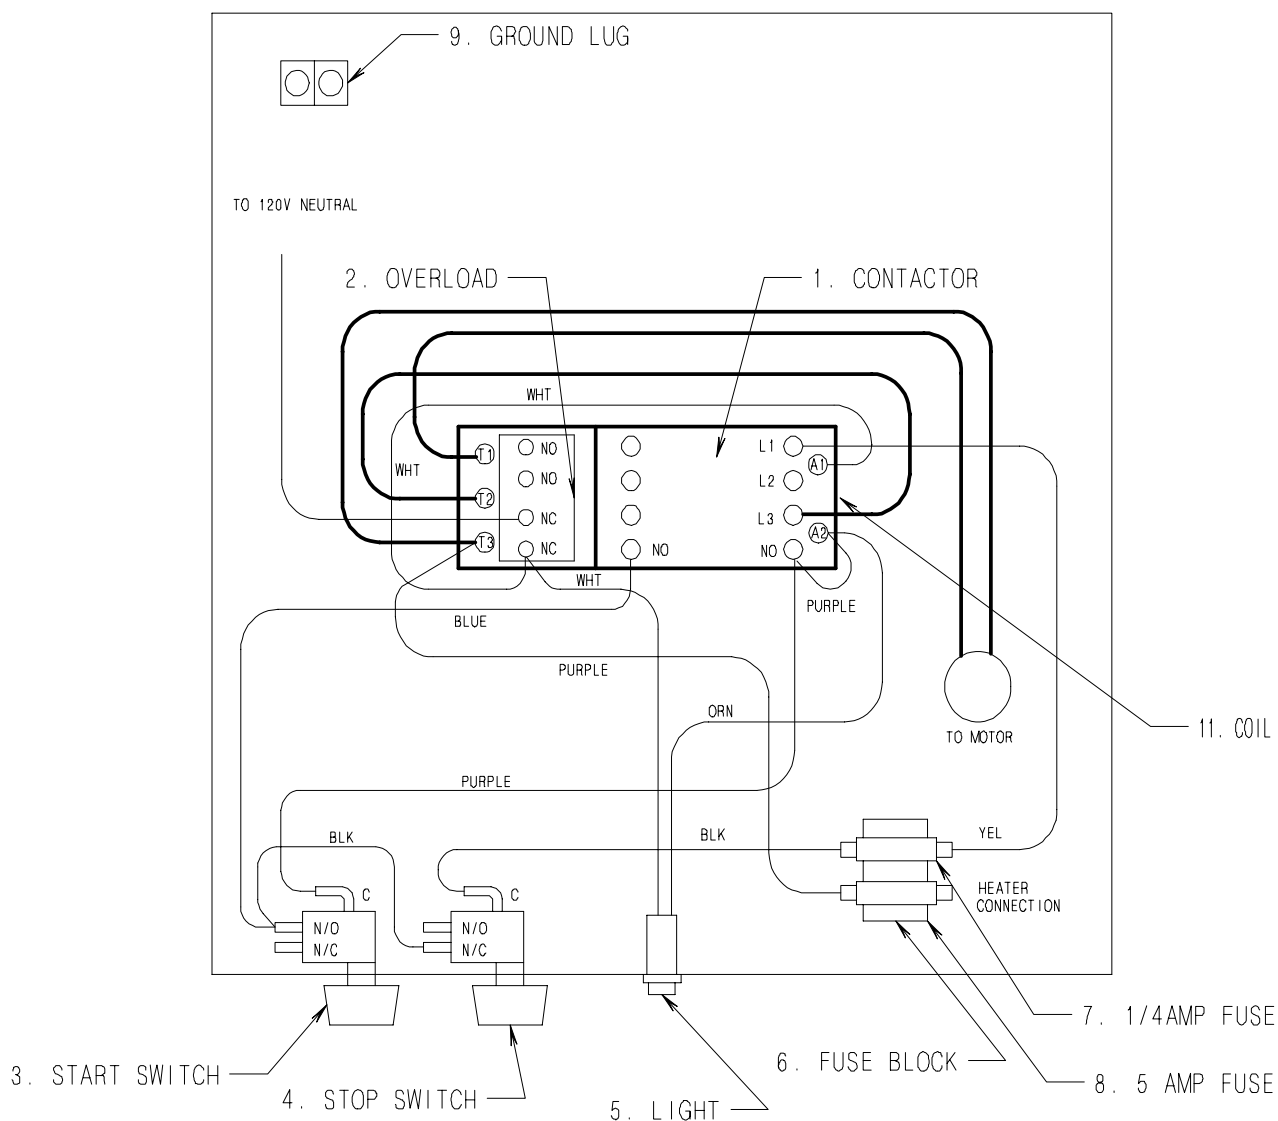 9. GROUND LUG
TO 120V NEUTRAL
2. OVERLOAD
1. CONTACTOR
WHT
WHT
T1
NO
L1
A1
NO
L2
T2
NC
L3
A2
T3
NC
NO
NO
WHT
PURPLE
BLUE
PURPLE
ORN
TO MOTOR
11. COIL
PURPLE
BLK
BLK
YEL
C
C
HEATER
CONNECTION
N/O
N/C
N/O
N/C
7. 1/4AMP FUSE
6. FUSE BLOCK
3. START SWITCH
8. 5 AMP FUSE
4. STOP SWITCH
5. LIGHT